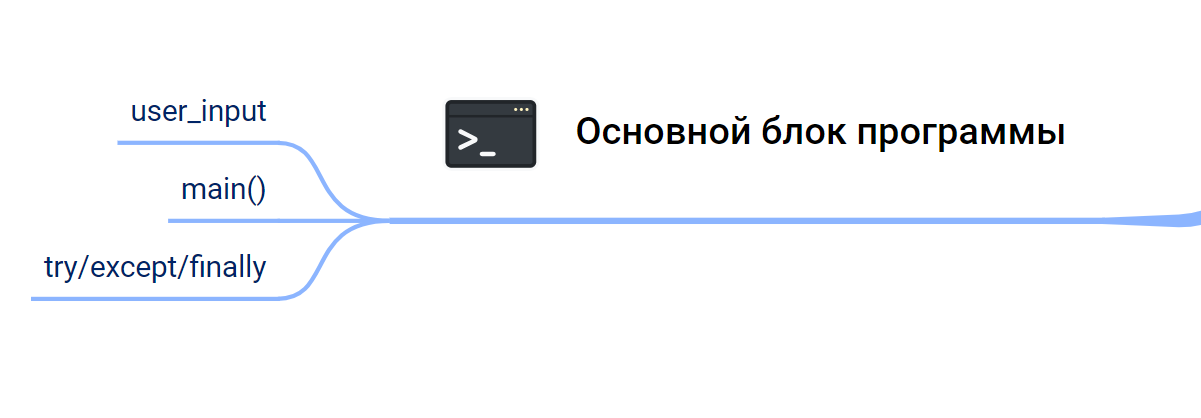 user_input
Основной блок программы
main()
try/except/finally